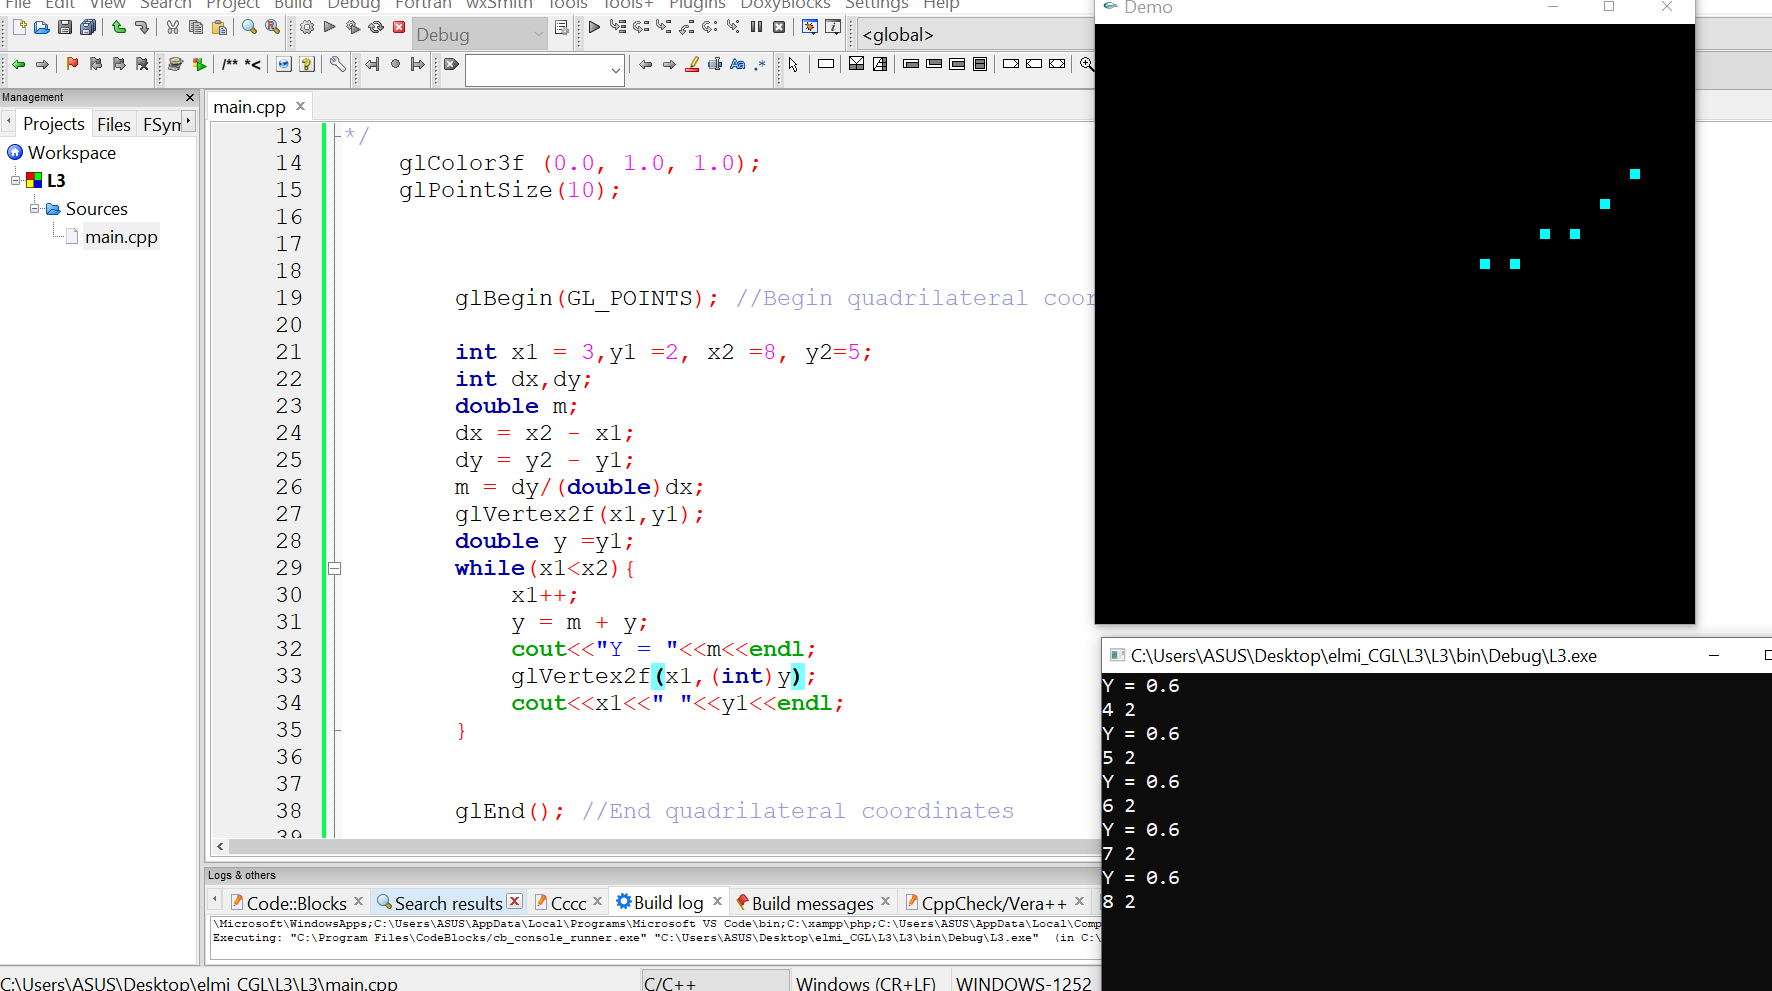 File Edit View Search Project Build Debug Fortran wxSmith Tools Tools+ Plugins DoxyBlocks Settings Help
Debug
<global>
/** *<
Aa .*
Management
Projects Files FSym
Workspace
L3
Sources
main.cpp
main.cpp
13 */
14 glColor3f (0.0, 1.0, 1.0);
15 glPointSize(10);
16
17
18
19 glBegin(GL_POINTS); //Begin quadrilateral coor
20
21 int x1 = 3,y1 =2, x2 =8, y2=5;
22 int dx,dy;
23 double m;
24 dx = x2 - x1;
25 dy = y2 - y1;
26 m = dy/(double)dx;
27 glVertex2f(x1,y1);
28 double y =y1;
29 while(x1<x2){
30 x1++;
31 y = m + y;
32 cout<<"Y = "<<m<<endl;
33 glVertex2f(x1,(int)y);
34 cout<<x1<<" "<<y1<<endl;
35 }
36
37
38 glEnd(); //End quadrilateral coordinates
39
Logs & others
Code::Blocks Search results Cccc Build log Build messages CppCheck/Vera++
\Microsoft\WindowsApps;C:\Users\ASUS\AppData\Local\Programs\Microsoft VS Code\bin;C:\xampp\php;C:\Users\ASUS\AppData\Local\Comp
Executing: "C:\Program Files\CodeBlocks/cb_console_runner.exe" "C:\Users\ASUS\Desktop\elmi_CGL\L3\L3\bin\Debug\L3.exe" (in C:\
C:\Users\ASUS\Desktop\elmi_CGL\L3\L3\main.cpp C/C++ Windows (CR+LF) WINDOWS-1252
Demo
C:\Users\ASUS\Desktop\elmi_CGL\L3\L3\bin\Debug\L3.exe
Y = 0.6
4 2
Y = 0.6
5 2
Y = 0.6
6 2
Y = 0.6
7 2
Y = 0.6
8 2